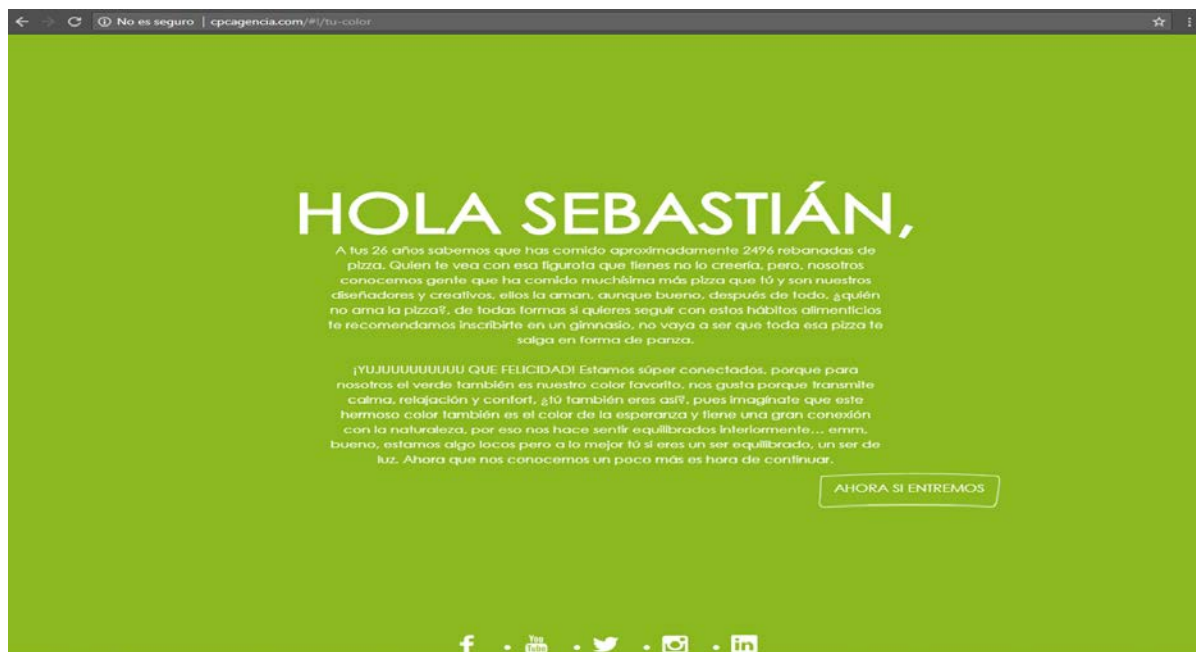 No es seguro | cpcagencia.com/#!/tu-color
HOLA SEBASTIÁN,
A tus 26 años sabemos que has comido aproximadamente 2496 rebanadas de
pizza. Quien te vea con esa figurota que tienes no lo creería, pero, nosotros
conocemos gente que ha comido muchísima más pizza que tú y son nuestros
diseñadores y creativos, ellos la aman, aunque bueno, después de todo, ¿quién
no ama la pizza?, de todas formas si quieres seguir con estos hábitos alimenticios
te recomendamos inscribirte en un gimnasio, no vaya a ser que toda esa pizza te
salga en forma de panza.
¡YUJUUUUUUUUU QUE FELICIDAD! Estamos súper conectados, porque para
nosotros el verde también es nuestro color favorito, nos gusta porque transmite
calma, relajación y confort, ¿tú también eres así?, pues imagínate que este
hermoso color también es el color de la esperanza y tiene una gran conexión
con la naturaleza, por eso nos hace sentir equilibrados interiormente... emm,
bueno, estamos algo locos pero a lo mejor tú si eres un ser equilibrado, un ser de
luz. Ahora que nos conocemos un poco más es hora de continuar.
AHORA SI ENTREMOS
You Tube